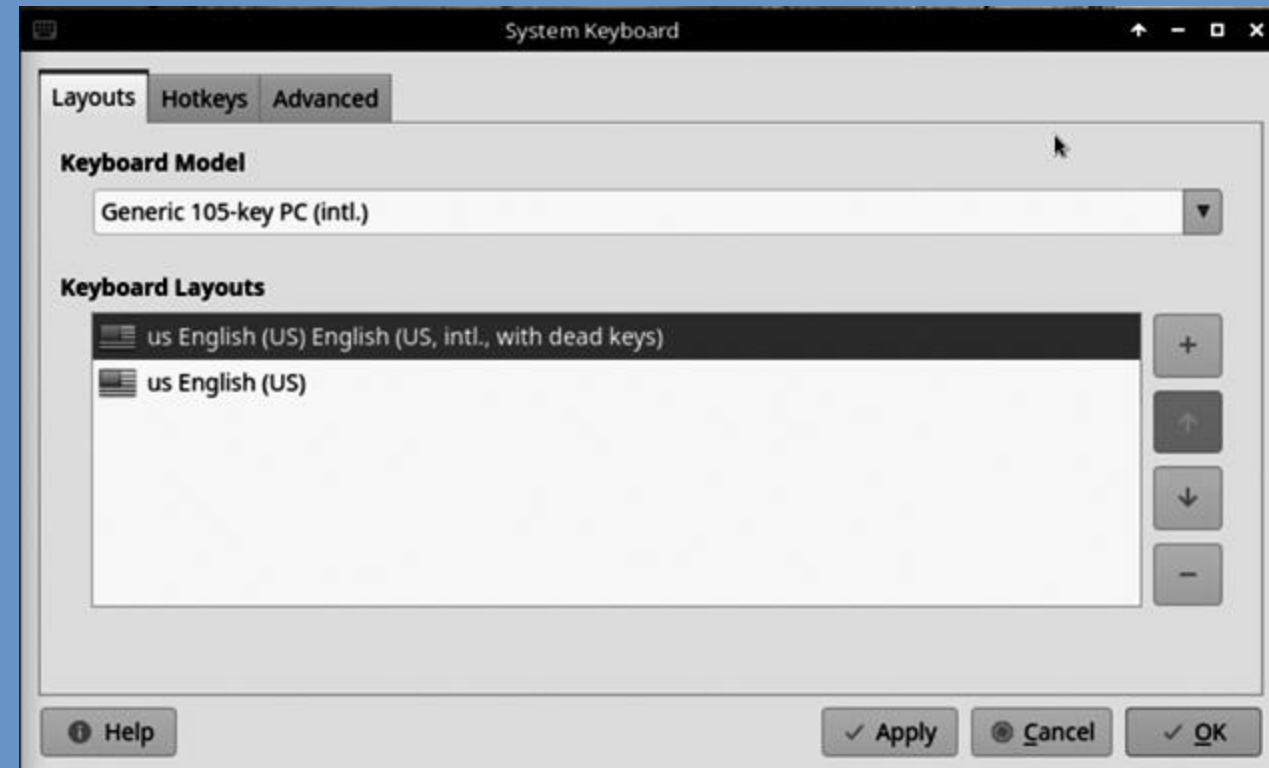 System Keyboard
Layouts Hotkeys Advanced
Keyboard Model
Generic 105-key PC (intl.)
Keyboard Layouts
us English (US) English (US, intl., with dead keys)
us English (US)
Help Apply Cancel OK